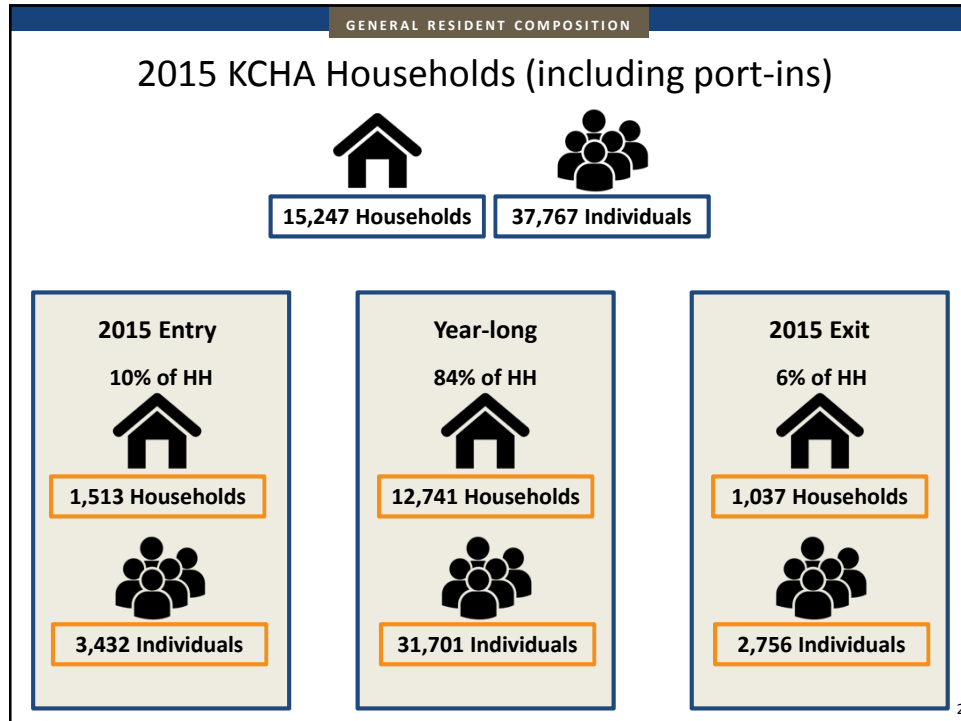 GENERAL RESIDENT COMPOSITION
2015 KCHA Households (including port-ins)
15,247 Households
37,767 Individuals
2015 Entry
10% of HH
1,513 Households
3,432 Individuals
Year-long
84% of HH
12,741 Households
31,701 Individuals
2015 Exit
6% of HH
1,037 Households
2,756 Individuals
2